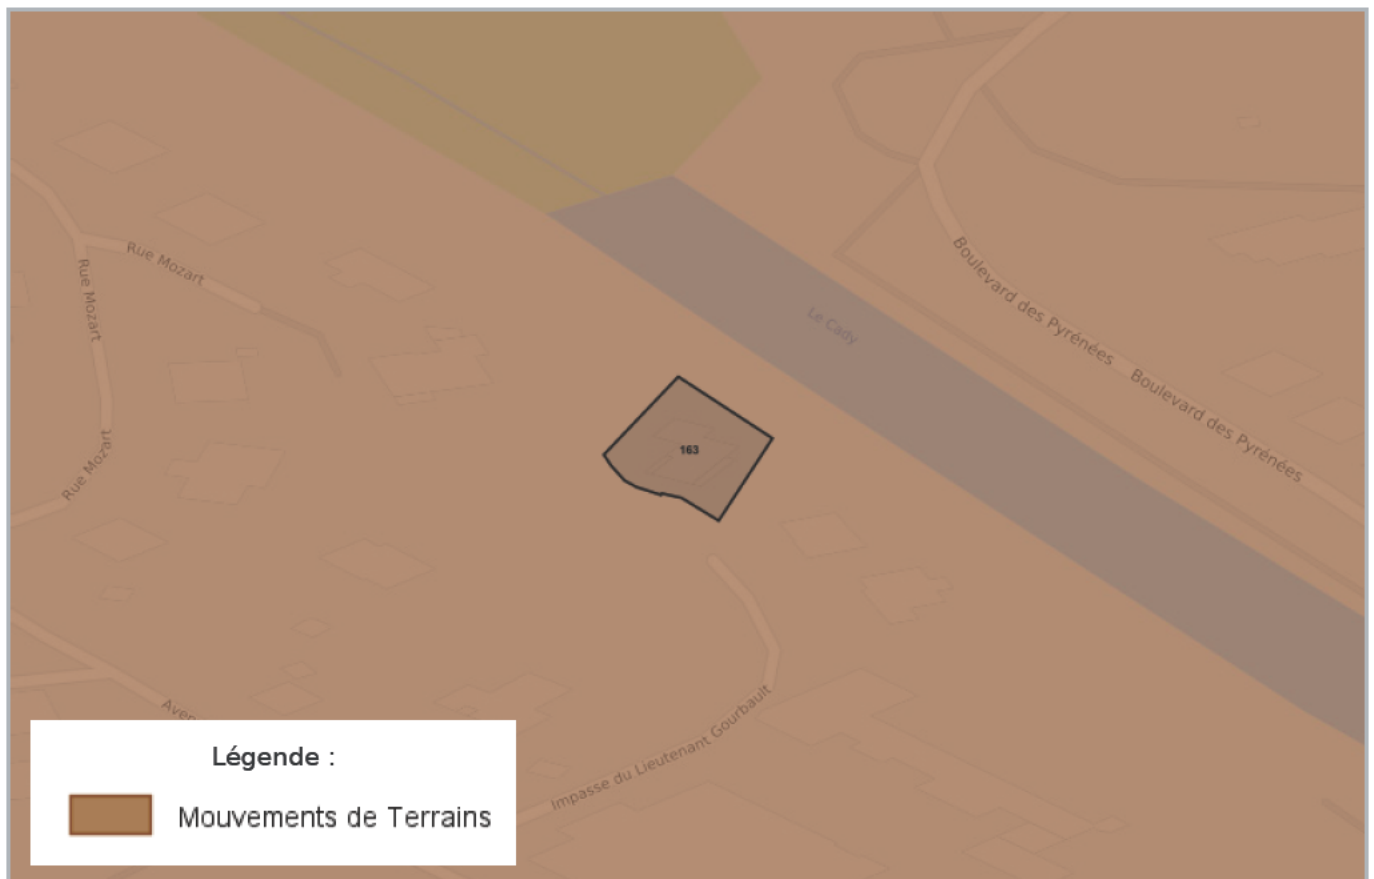 Rue Mozart
Rue Mozart
Rue Mozart
Le Cady
Boulevard des Pyrénées
Boulevard des Pyrénées
163
Aven
Impasse du Lieutenant Gourbault
Légende :
Mouvements de Terrains